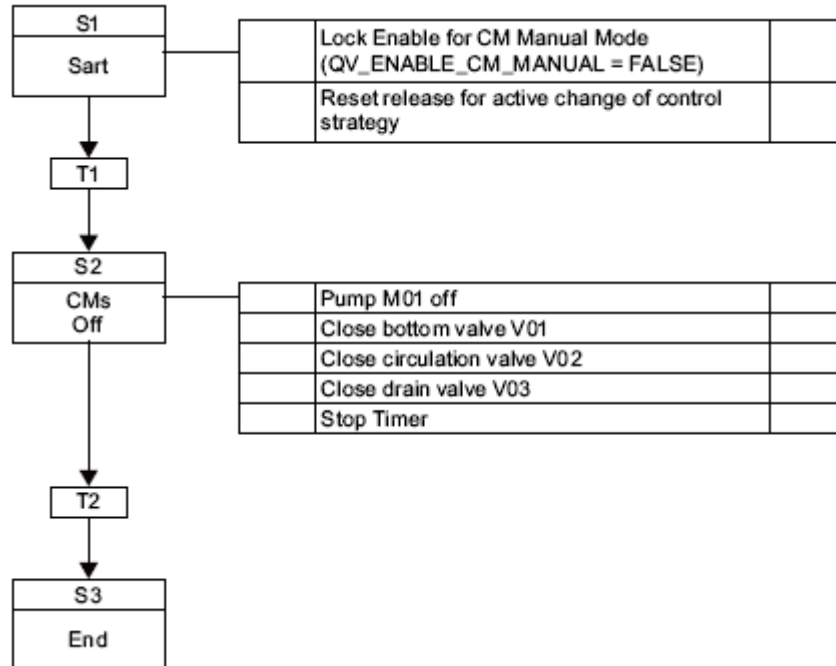 S1
Sart
Lock Enable for CM Manual Mode
(QV_ENABLE_CM_MANUAL = FALSE)
Reset release for active change of control
strategy
T1
S2
CMs
Off
Pump M01 off
Close bottom valve V01
Close circulation valve V02
Close drain valve V03
Stop Timer
T2
S3
End